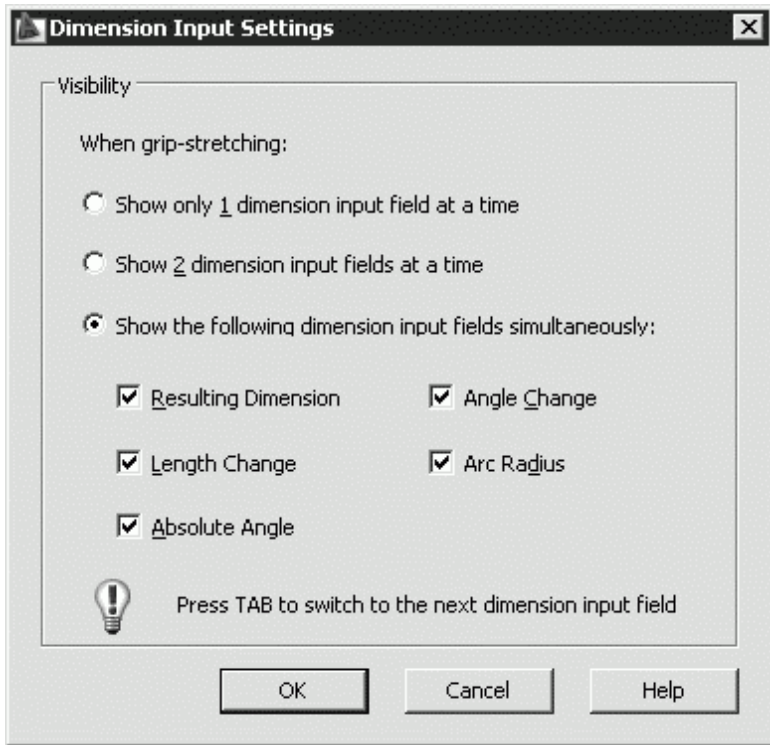 Dimension Input Settings
Visibility
When grip-stretching:
Show only 1 dimension input field at a time
Show 2 dimension input fields at a time
Show the following dimension input fields simultaneously:
Resulting Dimension
Angle Change
Length Change
Arc Radius
Absolute Angle
Press TAB to switch to the next dimension input field
OK
Cancel
Help